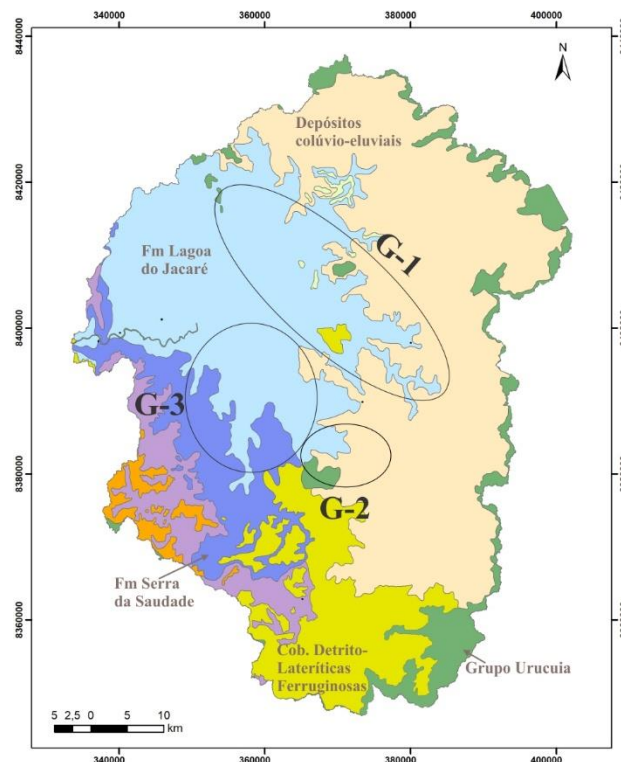 340000 360000 380000 400000
8440000
N
Depósitos
colúvio-eluviais
8420000
G-1
Fm Lagoa
do Jacaré
8400000
G-3
8380000
G-2
Fm Serra
da Saudade
8360000
Cob. Detrito-
Lateríticas
Ferruginosas
Grupo Urucuia
5 2,5 0 5 10
km
340000 360000 380000 400000